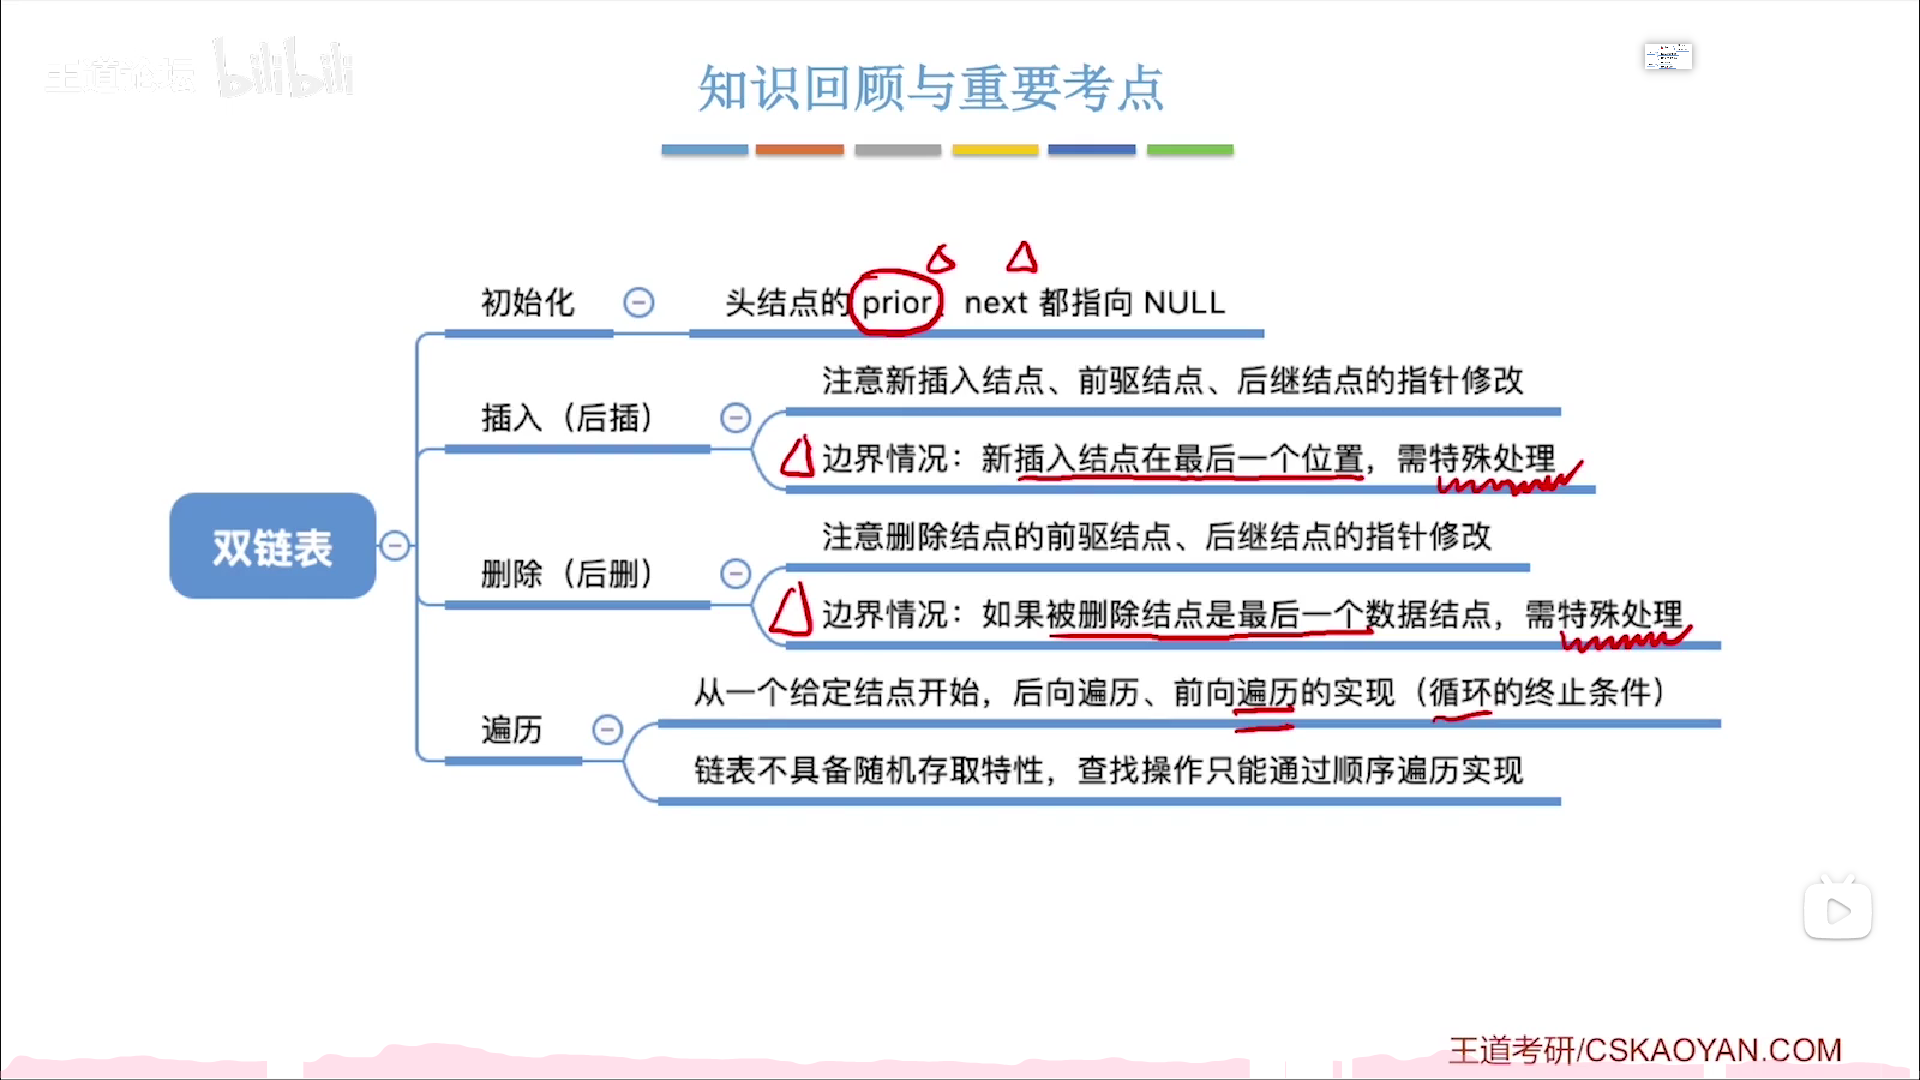 王道论坛 bilibili
知识回顾与重要考点
初始化
头结点的 prior、next 都指向 NULL
插入（后插）
注意新插入结点、前驱结点、后继结点的指针修改
边界情况：新插入结点在最后一个位置，需特殊处理
双链表
删除（后删）
注意删除结点的前驱结点、后继结点的指针修改
边界情况：如果被删除结点是最后一个数据结点，需特殊处理
遍历
从一个给定结点开始，后向遍历、前向遍历的实现（循环的终止条件）
链表不具备随机存取特性，查找操作只能通过顺序遍历实现
王道考研/CSKAOYAN.COM